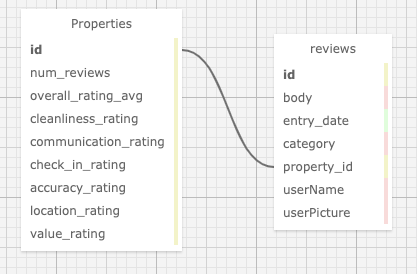 Properties
id
num_reviews
overall_rating_avg
cleanliness_rating
communication_rating
check_in_rating
accuracy_rating
location_rating
value_rating
reviews
id
body
entry_date
category
property_id
userName
userPicture